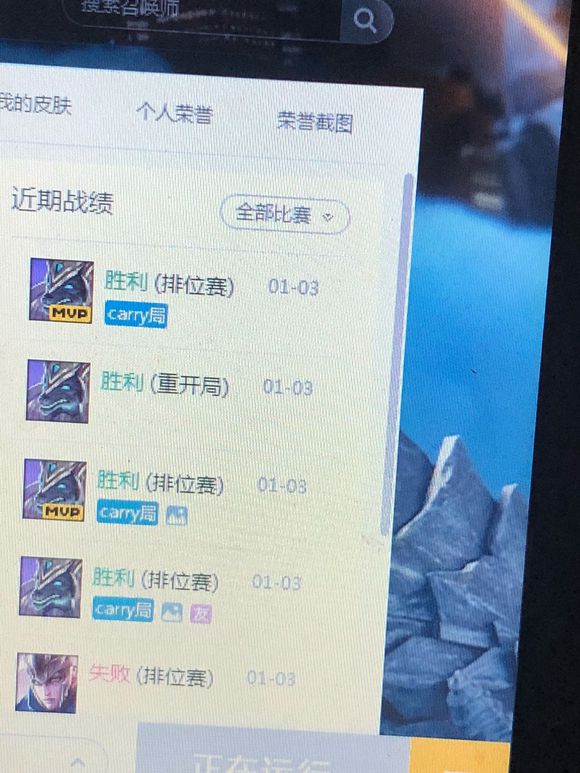 搜索召唤师
我的皮肤 个人荣誉 荣誉截图
近期战绩 全部比赛
胜利 (排位赛) 01-03
MVP carry局
胜利 (重开局) 01-03
胜利 (排位赛) 01-03
MVP carry局
胜利 (排位赛) 01-03
carry局 友
失败 (排位赛) 01-03
正在运行